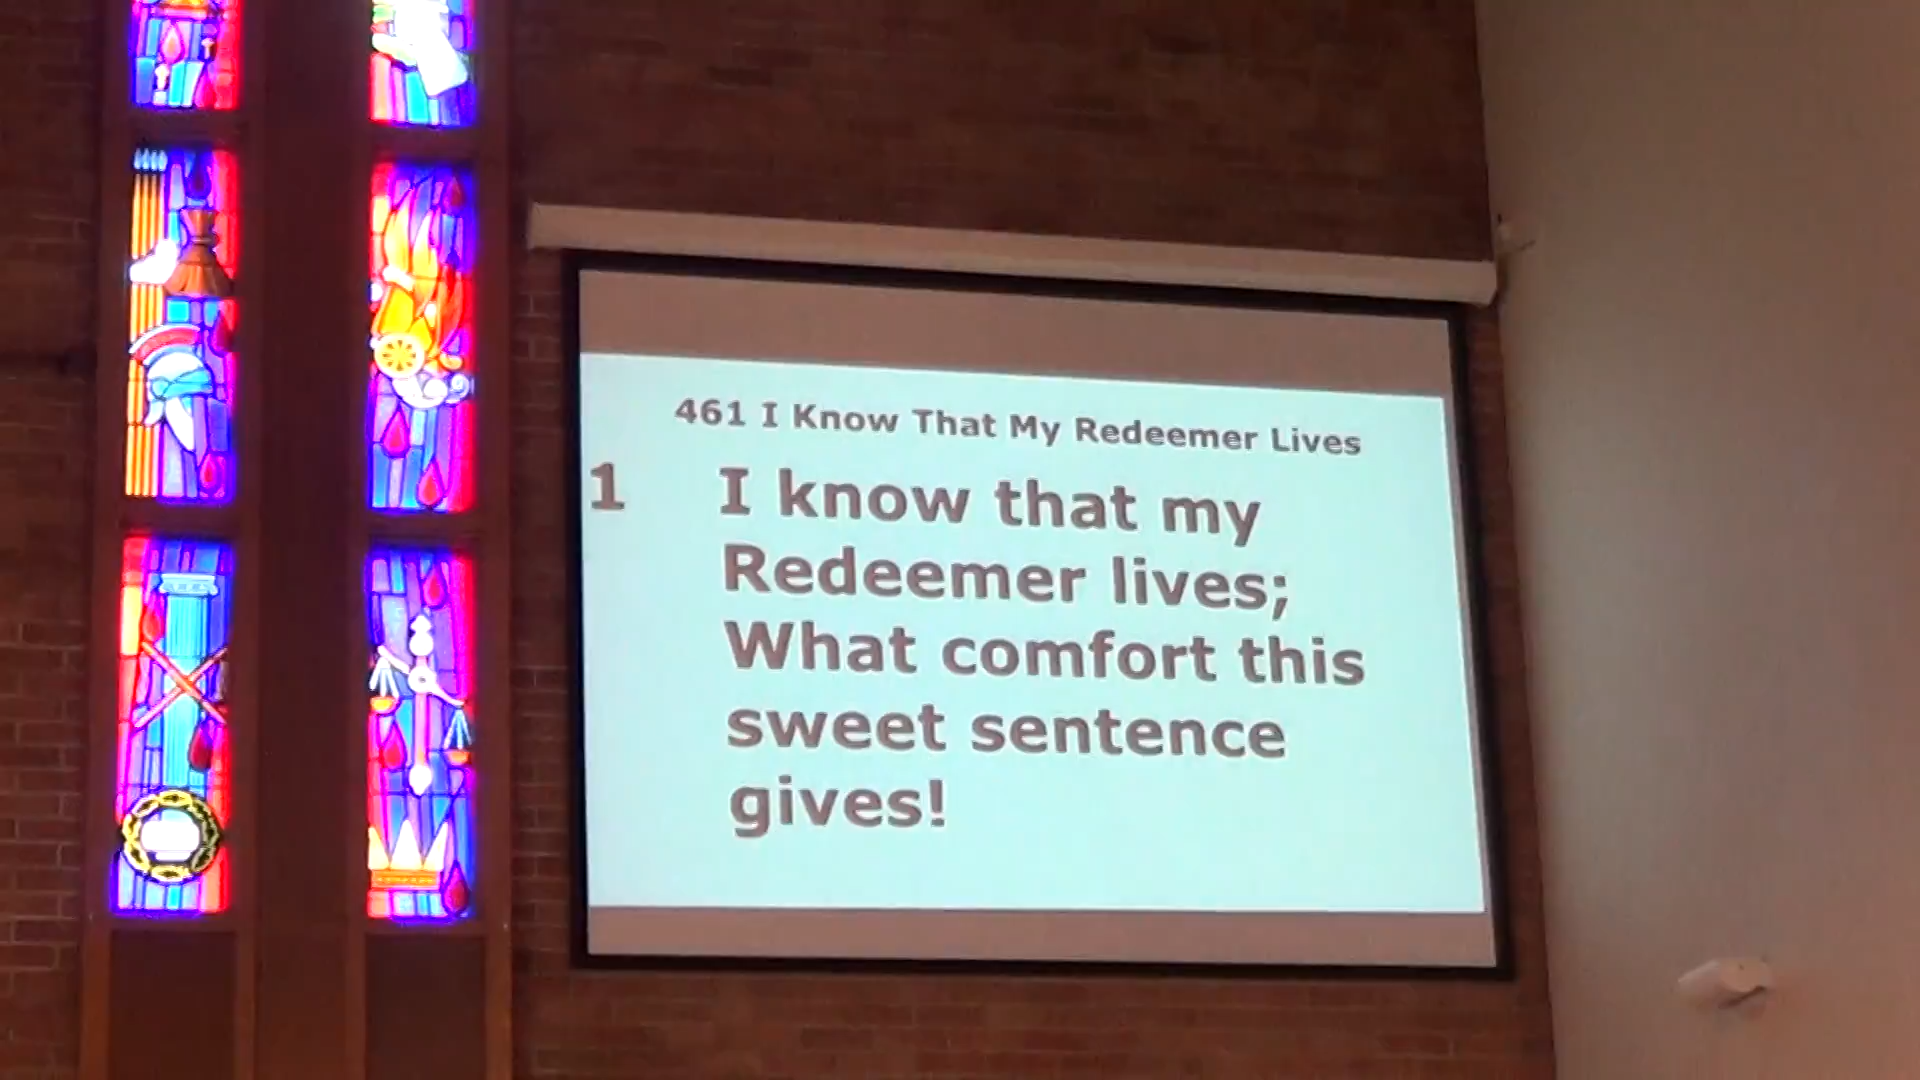 461 I Know That My Redeemer Lives
1 I know that my
Redeemer lives;
What comfort this
sweet sentence
gives!